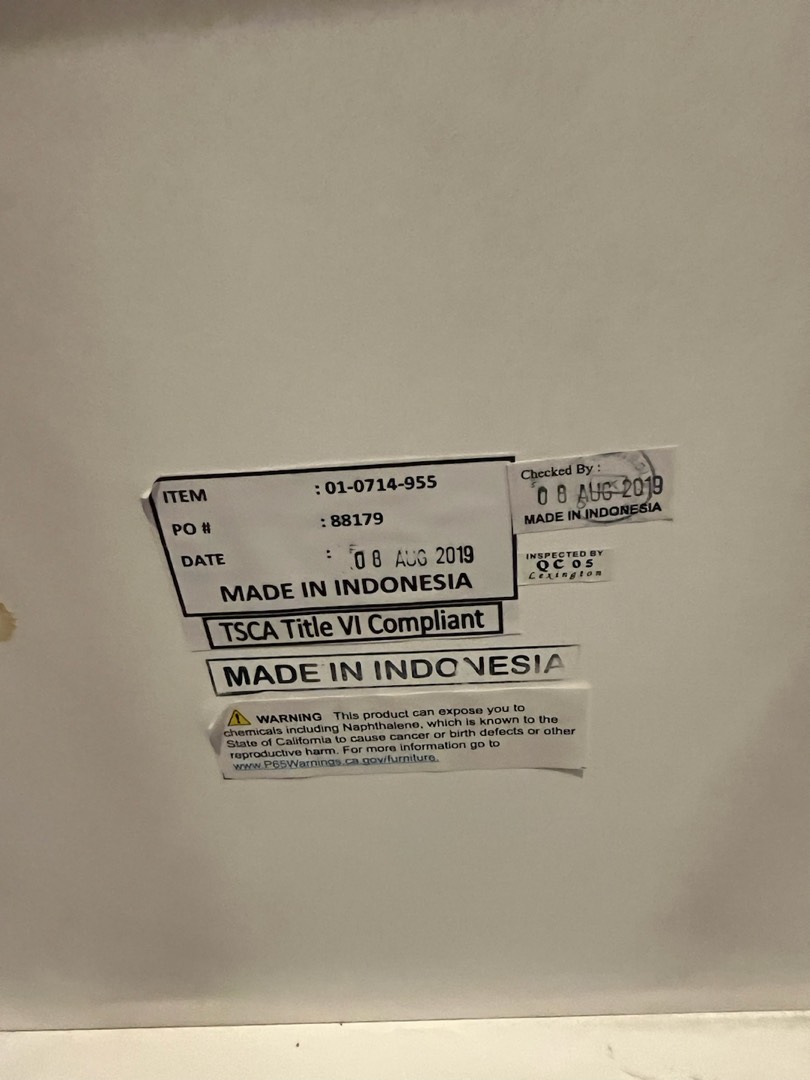 ITEM : 01-0714-955
PO # : 88179
DATE : 08 AUG 2019
MADE IN INDONESIA
Checked By :
08 AUG 2019
MADE IN INDONESIA
INSPECTED BY
QC 05
Lexington
TSCA Title VI Compliant
MADE IN INDONESIA
WARNING This product can expose you to
chemicals including Naphthalene, which is known to the
State of California to cause cancer or birth defects or other
reproductive harm. For more information go to
www.P65Warnings.ca.gov/furniture.